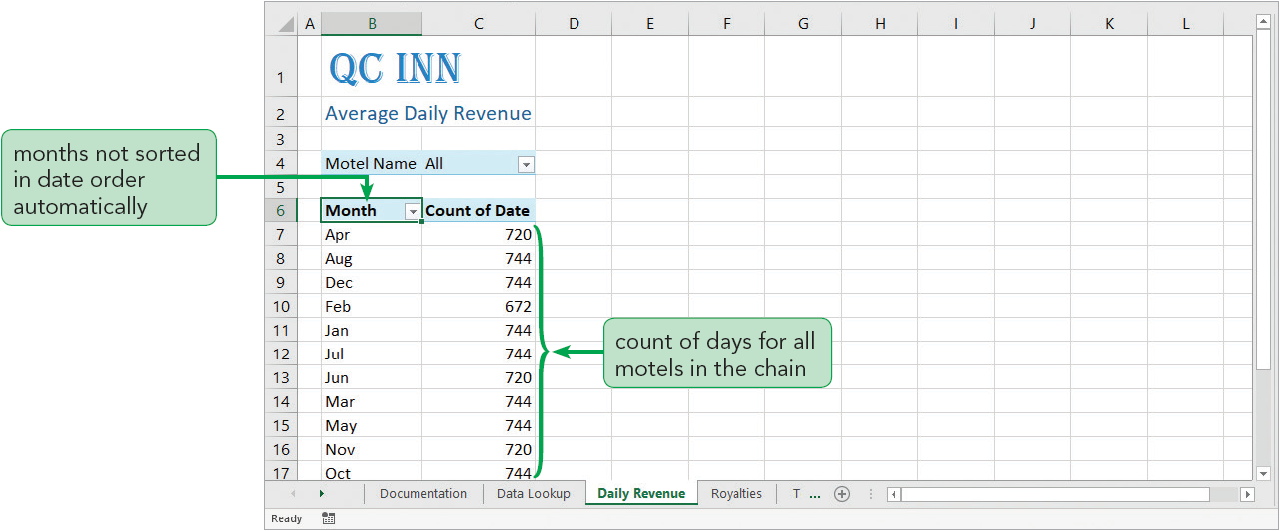 A B C D E F G H I J K L
1 QC INN
2 Average Daily Revenue
3
4 Motel Name All
5
6 Month Count of Date
7 Apr 720
8 Aug 744
9 Dec 744
10 Feb 672
11 Jan 744
12 Jul 744
13 Jun 720
14 Mar 744
15 May 744
16 Nov 720
17 Oct 744
months not sorted
in date order
automatically
count of days for all
motels in the chain
Documentation Data Lookup Daily Revenue Royalties T ...
Ready